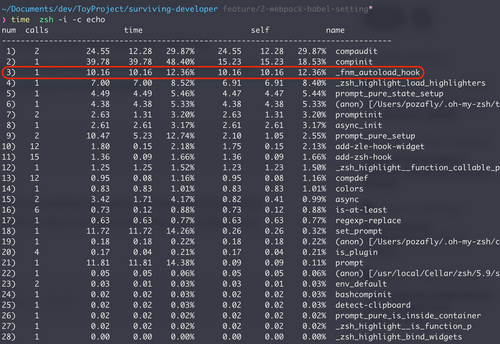 ~/Documents/dev/ToyProject/surviving-developer feature/2-webpack-babel-setting*
❯ time  zsh -i -c echo
num  calls                time                       self            name
1)    2          24.55    12.28   29.87%     24.55    12.28   29.87%  compaudit
2)    1          39.78    39.78   48.40%     15.23    15.23   18.53%  compinit
3)    1          10.16    10.16   12.36%     10.16    10.16   12.36%  _fnm_autoload_hook
4)    1           7.00     7.00    8.52%      6.91     6.91    8.40%  _zsh_highlight_load_highlighters
5)    1           4.49     4.49    5.46%      4.47     4.47    5.44%  prompt_pure_state_setup
6)    1           4.38     4.38    5.33%      4.38     4.38    5.33%  (anon) [/Users/pozafly/.oh-my-zsh/
7)    2           2.63     1.31    3.20%      2.63     1.31    3.20%  promptinit
8)    1           2.61     2.61    3.17%      2.61     2.61    3.17%  async_init
9)    2          10.47     5.23   12.74%      2.10     1.05    2.55%  prompt_pure_setup
10)   12           1.80     0.15    2.18%      1.75     0.15    2.13%  add-zle-hook-widget
11)   15           1.36     0.09    1.66%      1.36     0.09    1.66%  add-zsh-hook
12)    1           1.25     1.25    1.52%      1.23     1.23    1.50%  _zsh_highlight__function_callable_p
13)   12           0.95     0.08    1.16%      0.95     0.08    1.16%  compdef
14)    1           0.83     0.83    1.01%      0.83     0.83    1.01%  colors
15)    2           3.42     1.71    4.17%      0.82     0.41    0.99%  async
16)    6           0.73     0.12    0.88%      0.73     0.12    0.88%  is-at-least
17)    1           0.63     0.63    0.77%      0.63     0.63    0.77%  regexp-replace
18)    1          11.72    11.72   14.26%      0.26     0.26    0.32%  set_prompt
19)    1           0.18     0.18    0.22%      0.18     0.18    0.22%  (anon) [/Users/pozafly/.oh-my-zsh/c
20)    4           0.17     0.04    0.21%      0.17     0.04    0.21%  is_plugin
21)    1          11.81    11.81   14.38%      0.09     0.09    0.11%  prompt
22)    1           0.05     0.05    0.06%      0.05     0.05    0.06%  (anon) [/usr/local/Cellar/zsh/5.9/s
23)    2           0.03     0.01    0.03%      0.03     0.01    0.03%  env_default
24)    1           0.02     0.02    0.03%      0.02     0.02    0.03%  bashcompinit
25)    1           0.02     0.02    0.03%      0.02     0.02    0.03%  detect-clipboard
26)    1           0.02     0.02    0.03%      0.02     0.02    0.03%  prompt_pure_is_inside_container
27)    1           0.02     0.02    0.02%      0.02     0.02    0.02%  _zsh_highlight__is_function_p
28)    1           0.00     0.00    0.00%      0.00     0.00    0.00%  _zsh_highlight_bind_widgets